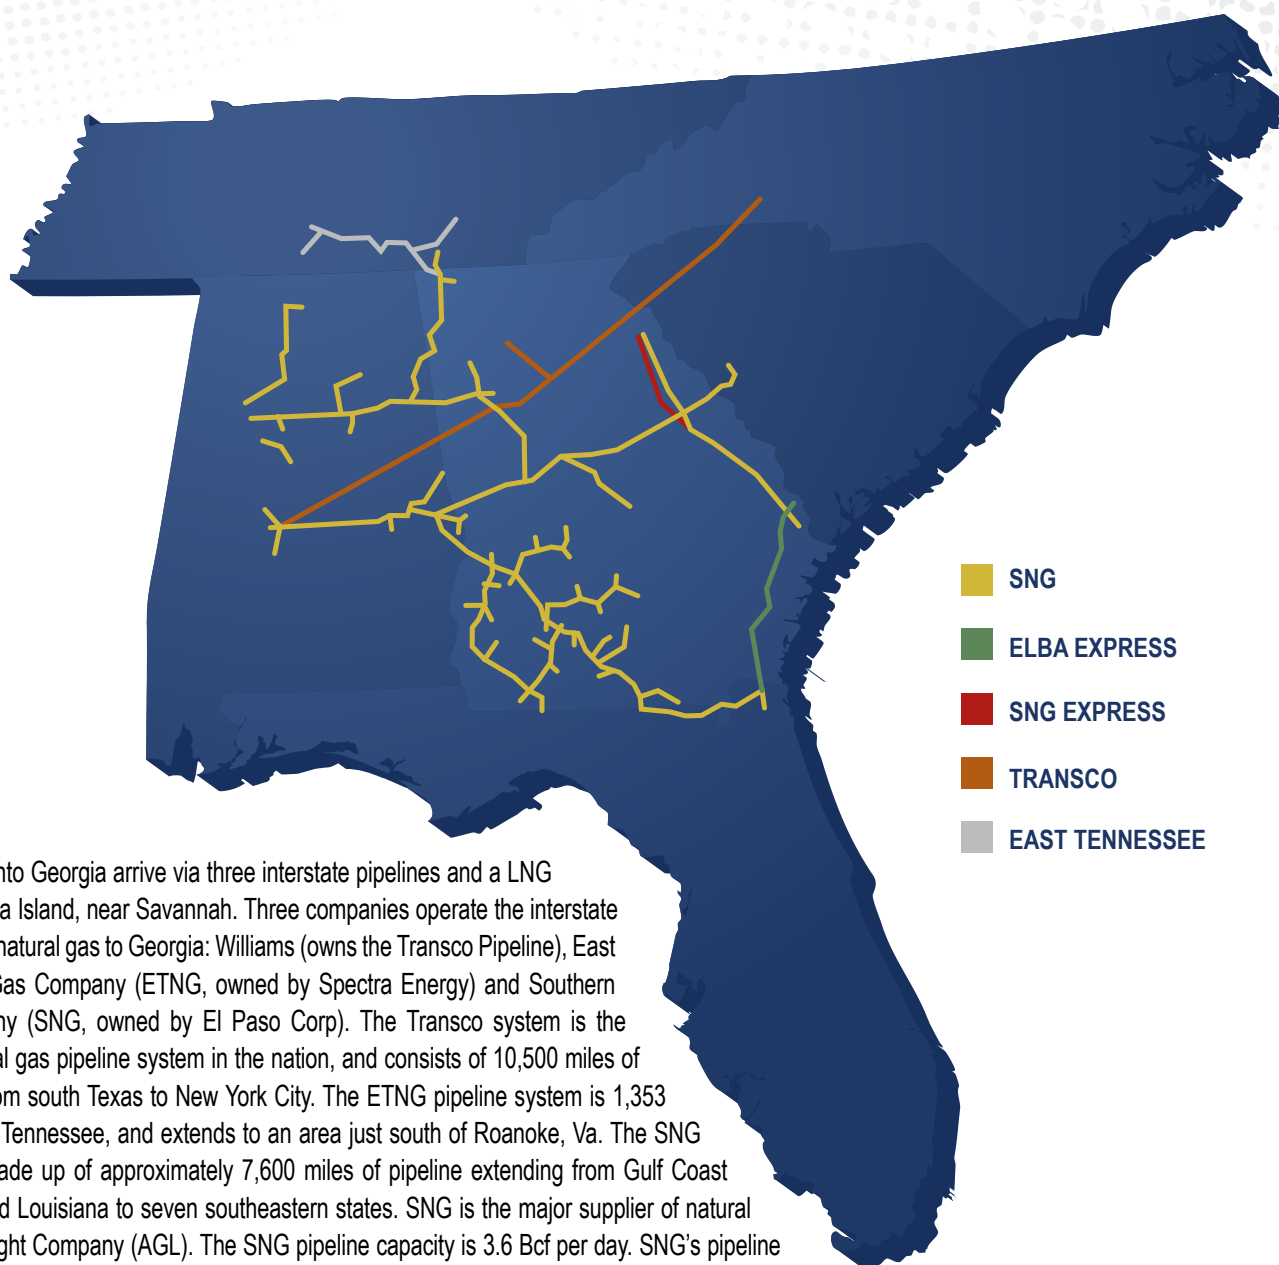 SNG
ELBA EXPRESS
SNG EXPRESS
TRANSCO
EAST TENNESSEE
nto Georgia arrive via three interstate pipelines and a LNG
a Island, near Savannah. Three companies operate the interstate
natural gas to Georgia: Williams (owns the Transco Pipeline), East
Gas Company (ETNG, owned by Spectra Energy) and Southern
ny (SNG, owned by El Paso Corp). The Transco system is the
al gas pipeline system in the nation, and consists of 10,500 miles of
om south Texas to New York City. The ETNG pipeline system is 1,353
Tennessee, and extends to an area just south of Roanoke, Va. The SNG
ade up of approximately 7,600 miles of pipeline extending from Gulf Coast
d Louisiana to seven southeastern states. SNG is the major supplier of natural
ght Company (AGL). The SNG pipeline capacity is 3.6 Bcf per day. SNG’s pipeline